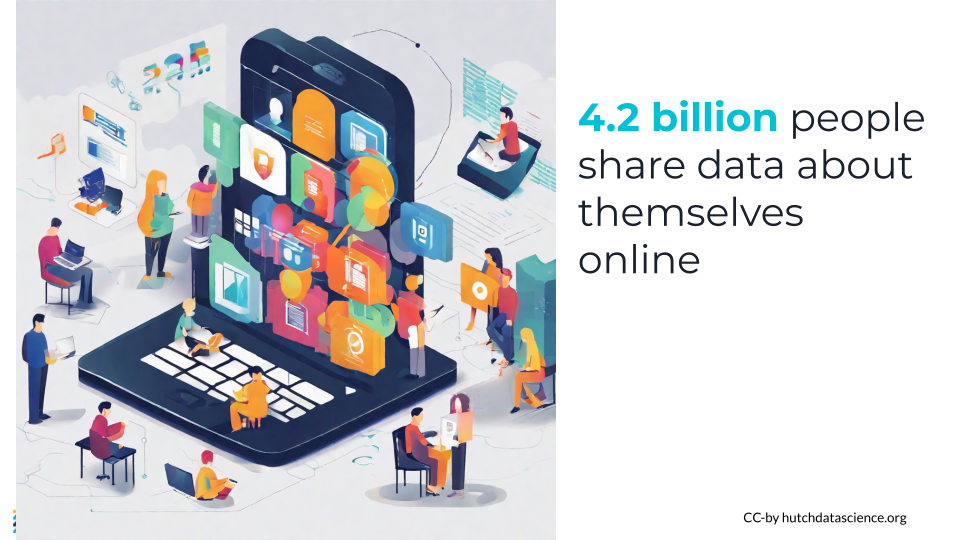 4.2 billion people
share data about
themselves
online
CC-by hutchdatascience.org